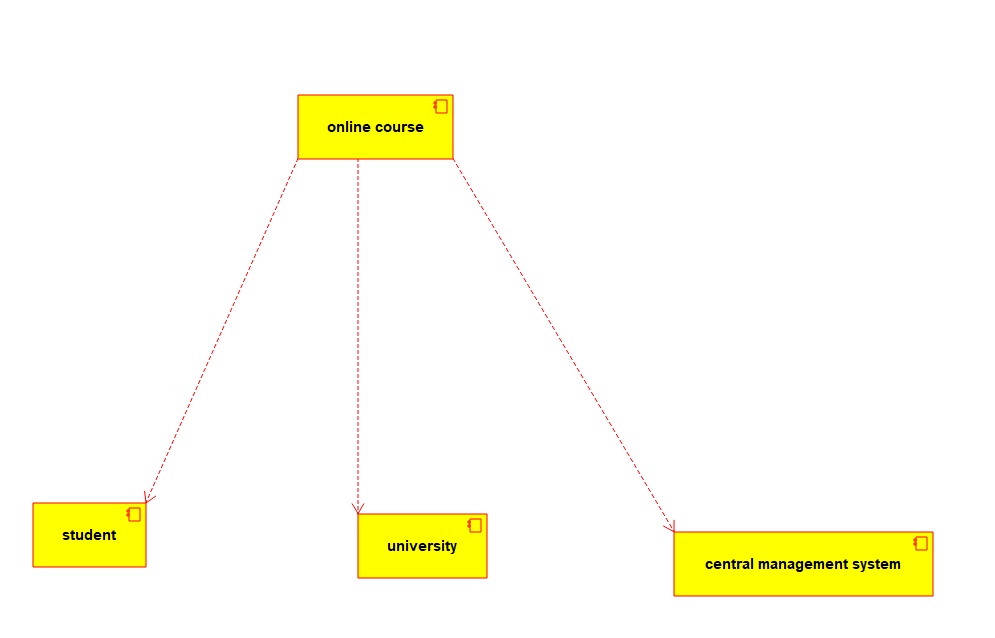 online course
student
university
central management system